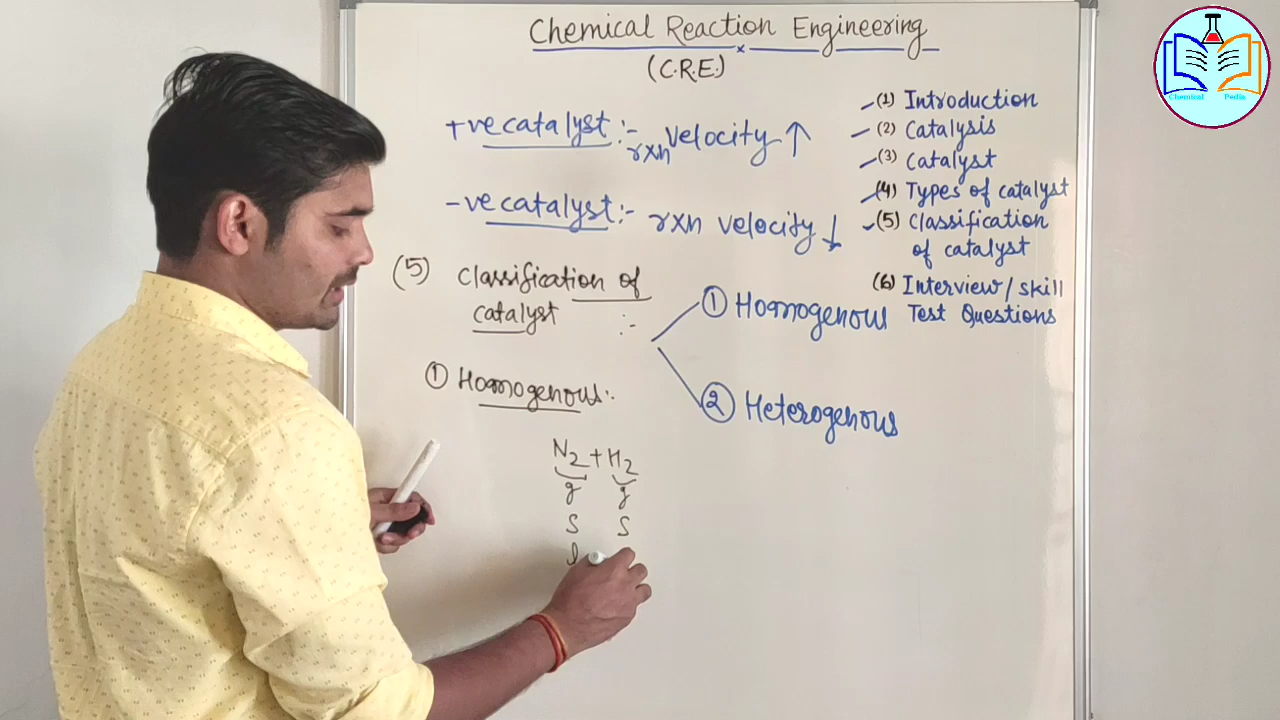 Chemical Reaction Engineering
(C.R.E.)
+ve catalyst :- rxn velocity ↑
-ve catalyst :- rxn velocity ↓
(5) Classification of
catalyst :-
① Homogenous
② Heterogenous
① Homogenous:.
N2 + H2
g g
S S
l
(1) Introduction
(2) Catalysis
(3) Catalyst
(4) Types of catalyst
(5) Classification
of catalyst
(6) Interview/skill
Test Questions
Chemical Pedia